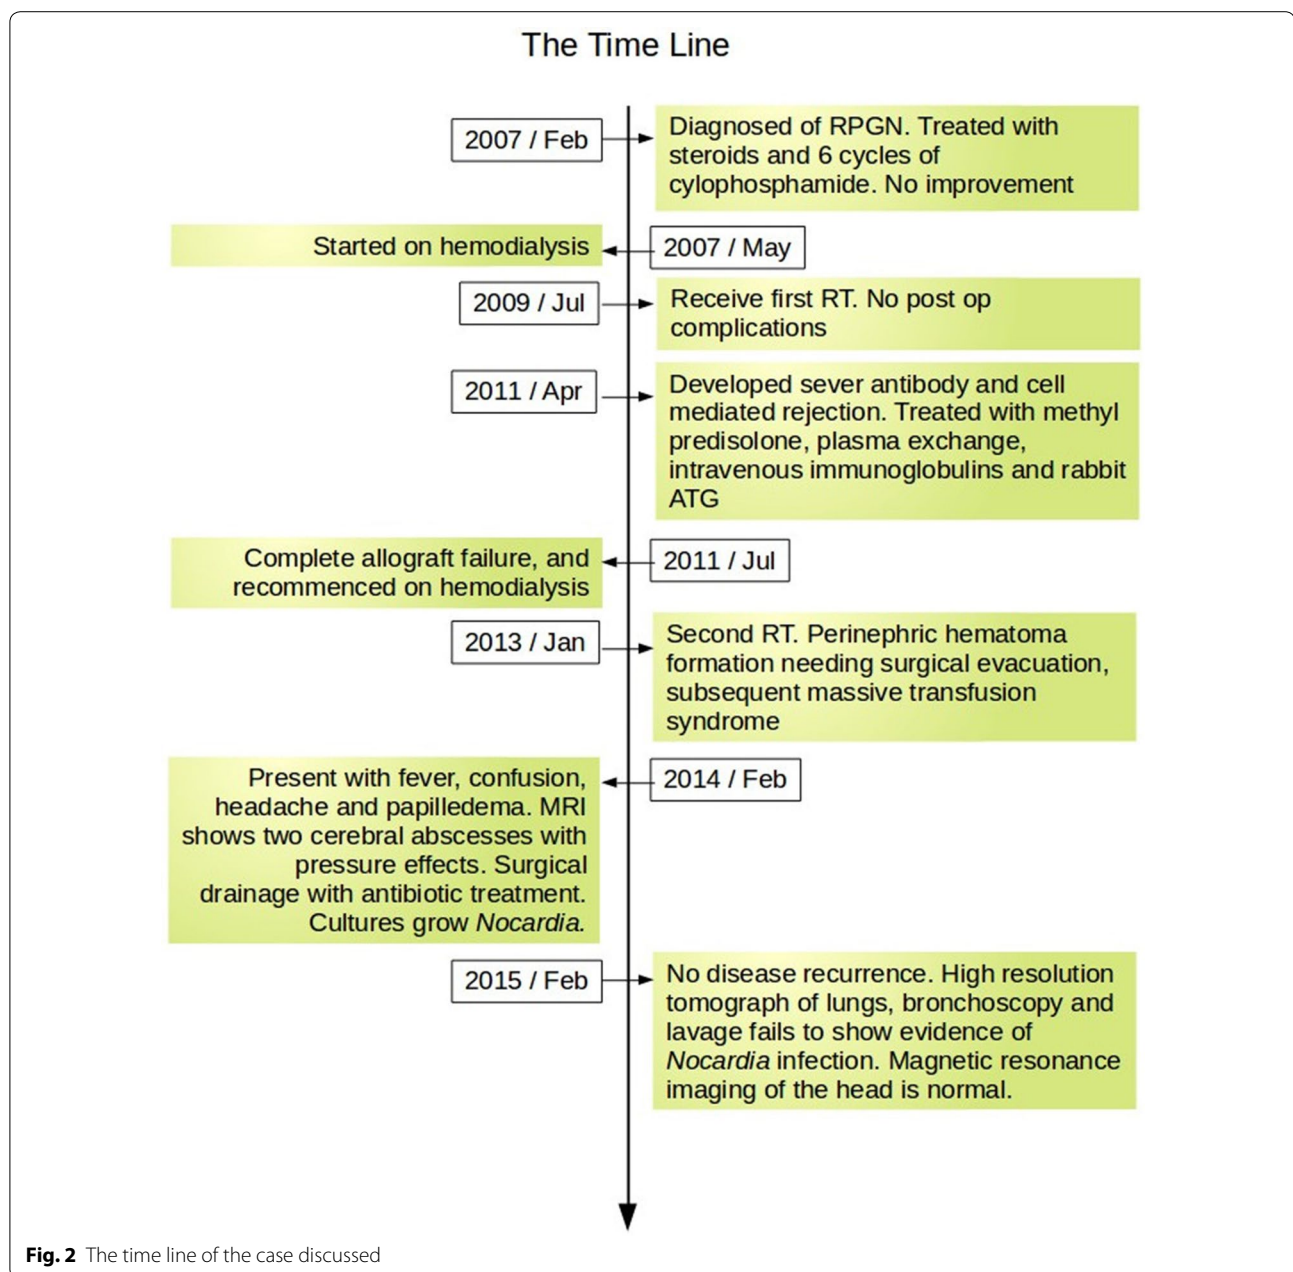 The Time Line
2007 / Feb
Diagnosed of RPGN. Treated with
steroids and 6 cycles of
cylophosphamide. No improvement
Started on hemodialysis
2007 / May
2009 / Jul
Receive first RT. No post op
complications
2011 / Apr
Developed sever antibody and cell
mediated rejection. Treated with methyl
predisolone, plasma exchange,
intravenous immunoglobulins and rabbit
ATG
Complete allograft failure, and
recommenced on hemodialysis
2011 / Jul
2013 / Jan
Second RT. Perinephric hematoma
formation needing surgical evacuation,
subsequent massive transfusion
syndrome
Present with fever, confusion,
headache and papilledema. MRI
shows two cerebral abscesses with
pressure effects. Surgical
drainage with antibiotic treatment.
Cultures grow Nocardia.
2014 / Feb
2015 / Feb
No disease recurrence. High resolution
tomograph of lungs, bronchoscopy and
lavage fails to show evidence of
Nocardia infection. Magnetic resonance
imaging of the head is normal.
Fig. 2 The time line of the case discussed